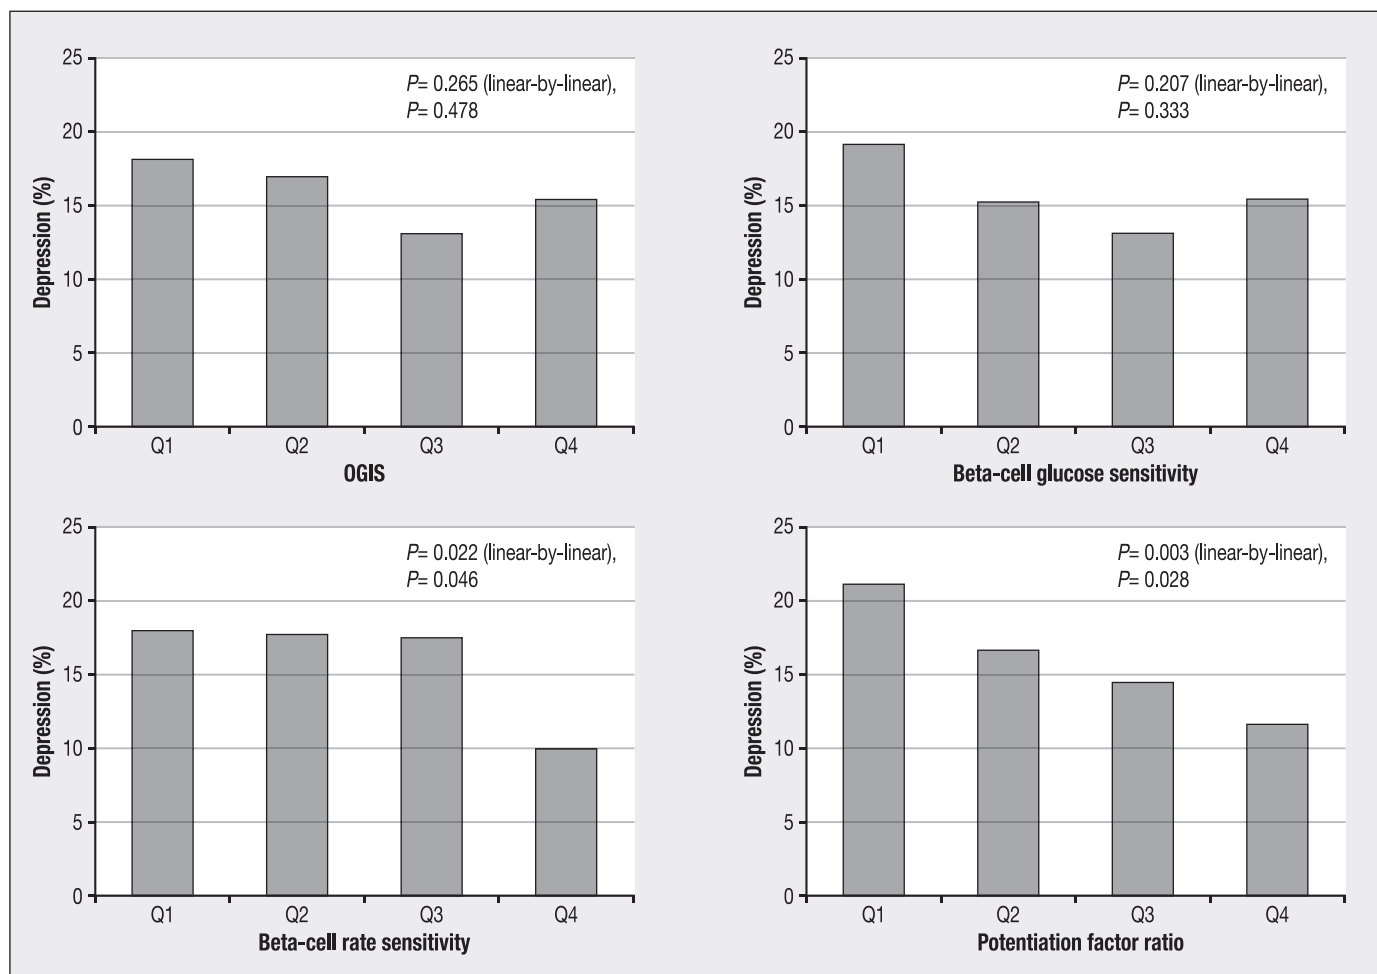 25
20
15
10
5
0
Depression (%)
P= 0.265 (linear-by-linear),
P= 0.478
Q1 Q2 Q3 Q4
OGIS
25
20
15
10
5
0
Depression (%)
P= 0.207 (linear-by-linear),
P= 0.333
Q1 Q2 Q3 Q4
Beta-cell glucose sensitivity
25
20
15
10
5
0
Depression (%)
P= 0.022 (linear-by-linear),
P= 0.046
Q1 Q2 Q3 Q4
Beta-cell rate sensitivity
25
20
15
10
5
0
Depression (%)
P= 0.003 (linear-by-linear),
P= 0.028
Q1 Q2 Q3 Q4
Potentiation factor ratio